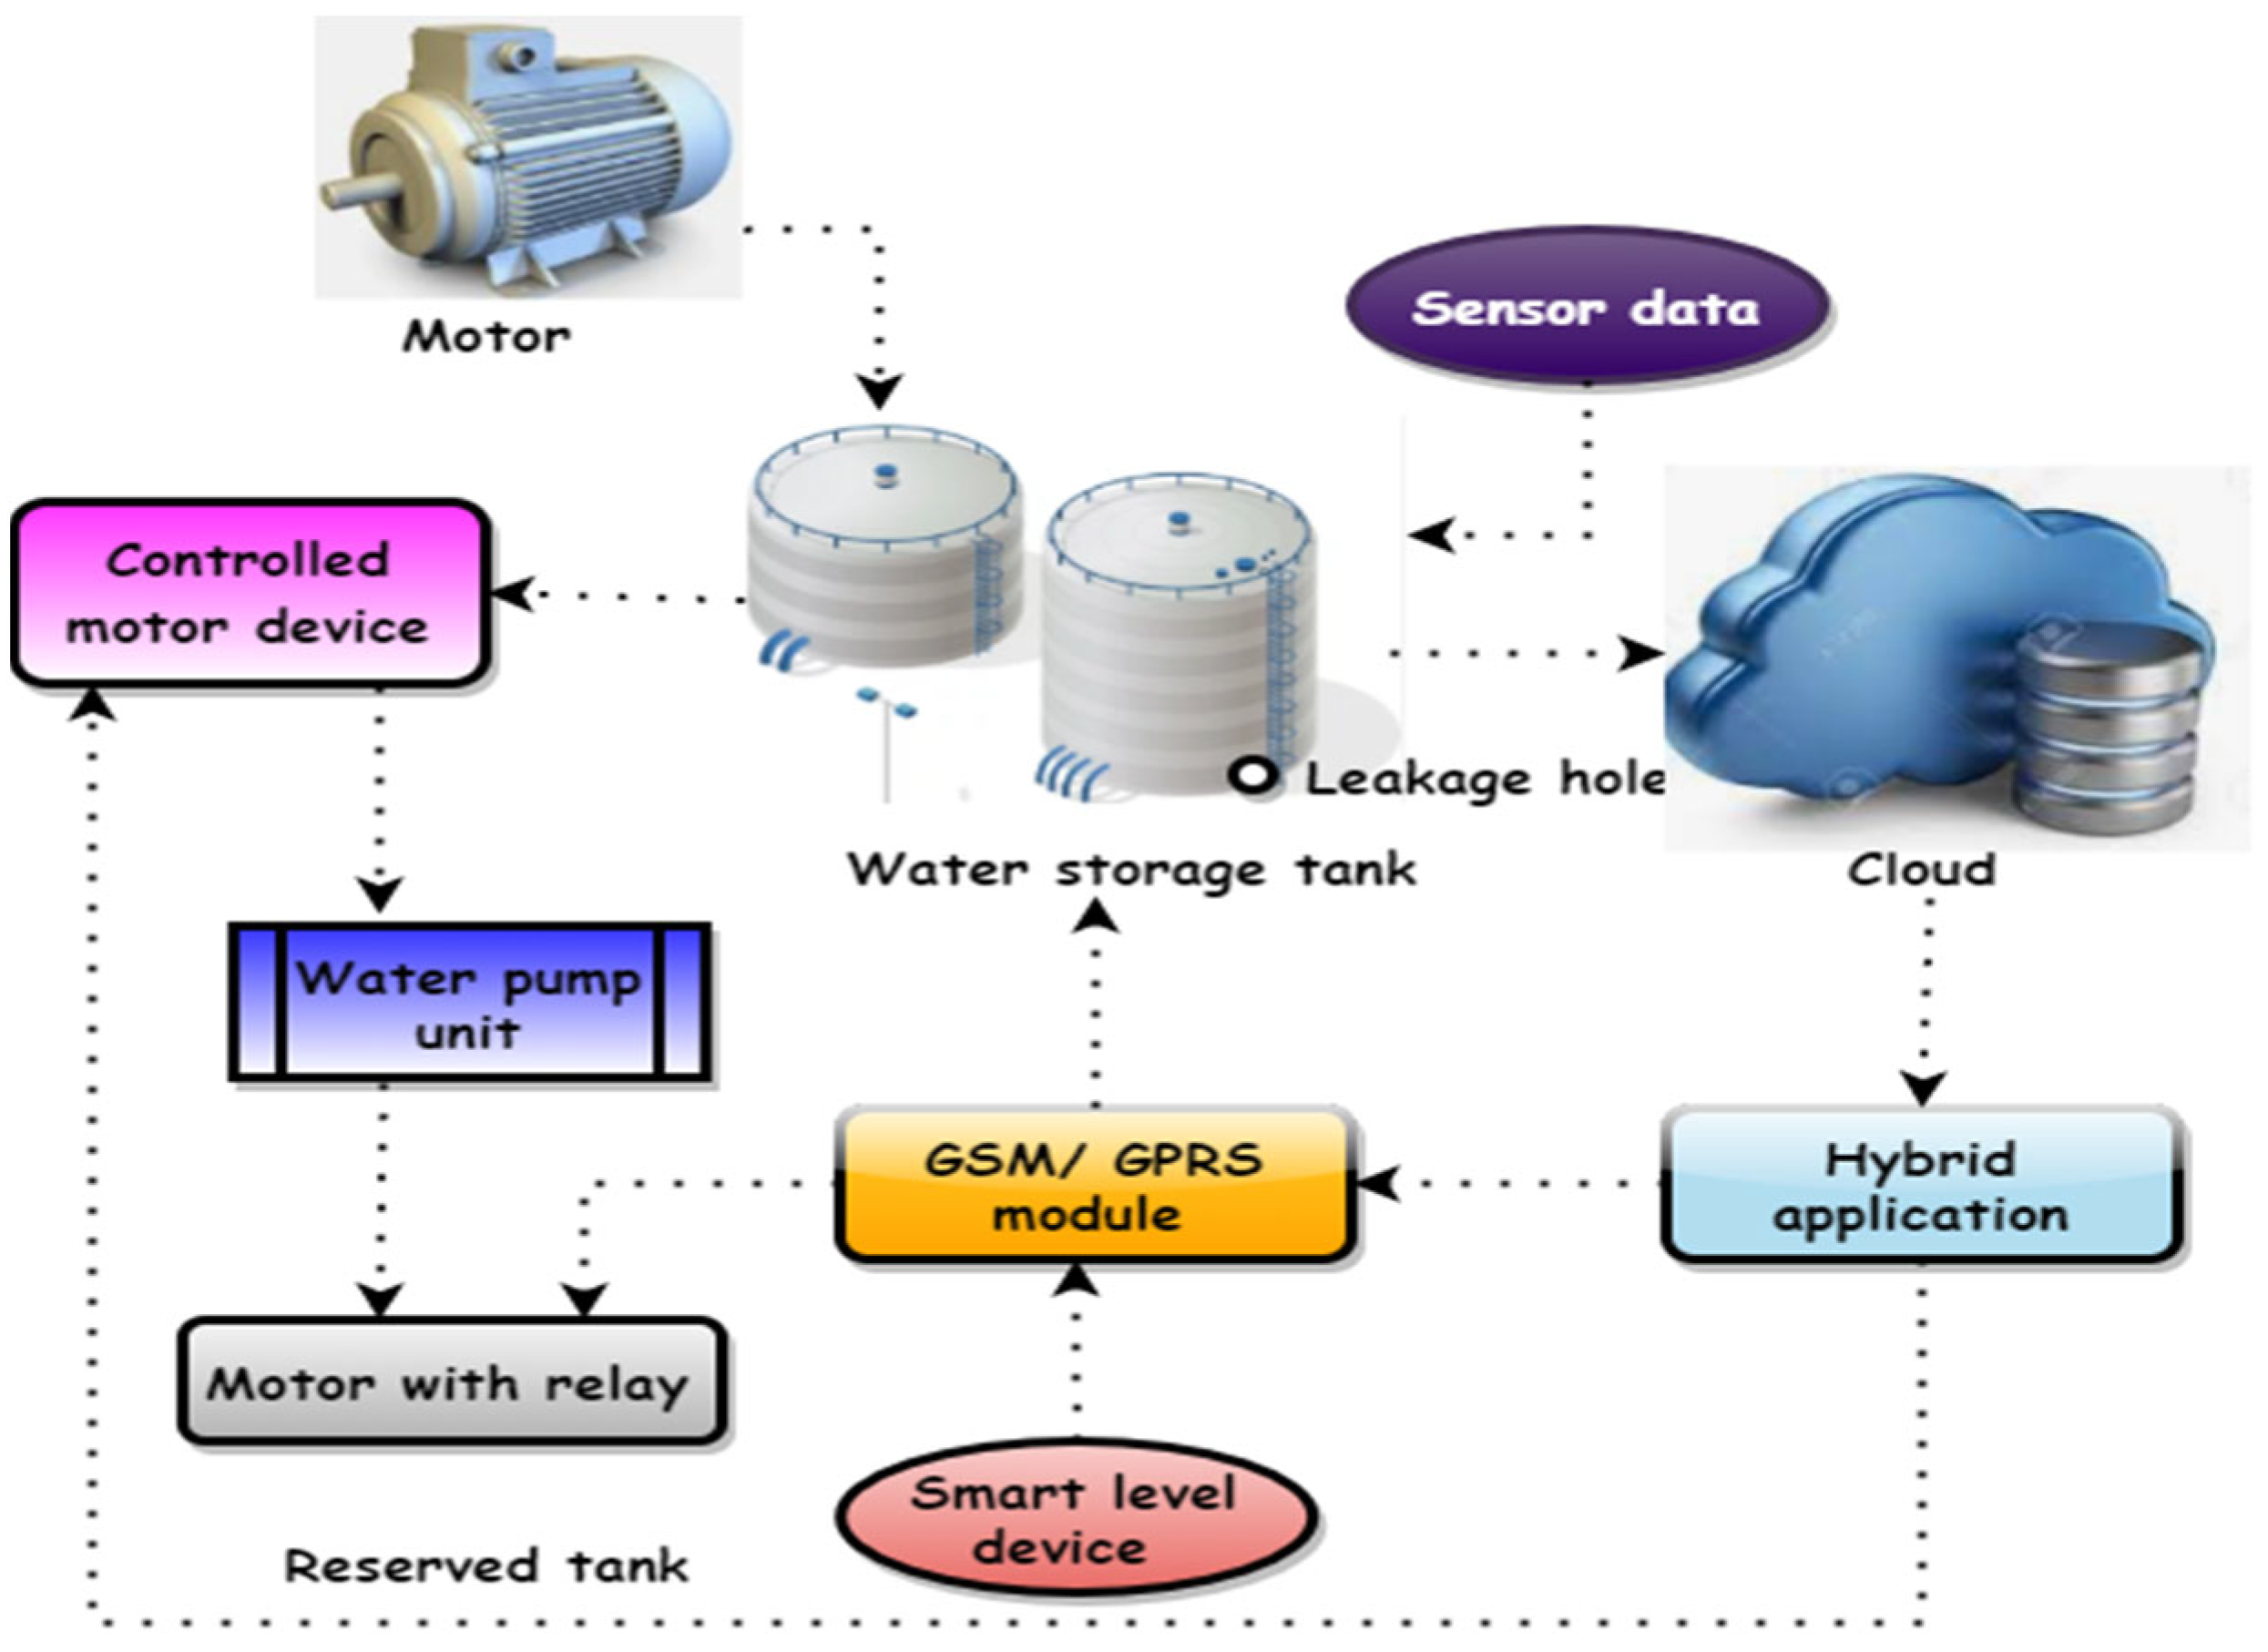 Motor
Sensor data
Controlled
motor device
Leakage hole
Water storage tank
Cloud
Water pump
unit
GSM/ GPRS
module
Hybrid
application
Motor with relay
Smart level
device
Reserved tank